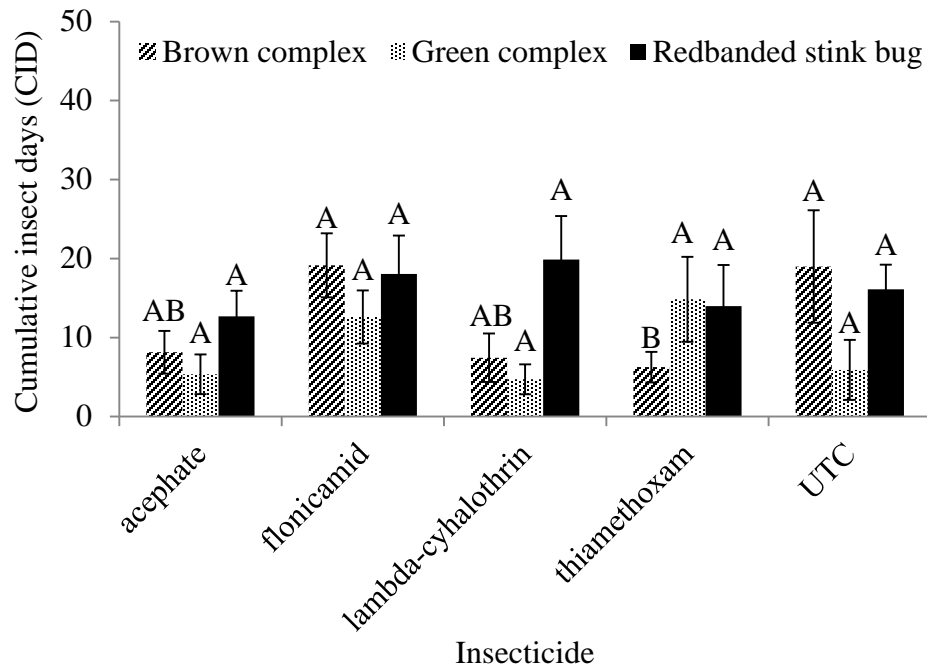 Cumulative insect days (CID)
50
40
30
20
10
0
Brown complex Green complex Redbanded stink bug
AB A A
A A A
AB A A
B A A
A A A
acephate
flonicamid
lambda-cyhalothrin
thiamethoxam
UTC
Insecticide